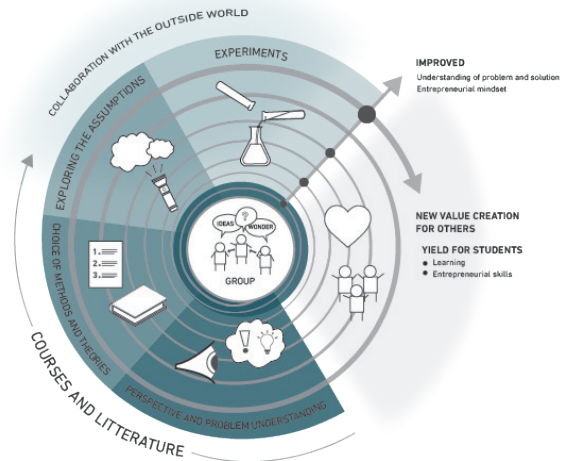 COLLABORATION WITH THE OUTSIDE WORLD
EXPERIMENTS
EXPLORING THE ASSUMPTIONS
IMPROVED
Understanding of problem and solution
Entrepreneurial mindset
IDEAS
?
WONDER
GROUP
NEW VALUE CREATION
FOR OTHERS
YIELD FOR STUDENTS
Learning
Entrepreneurial skills
CHOICE OF METHODS AND THEORIES
1.
2.
3.
!
PERSPECTIVE AND PROBLEM UNDERSTANDING
COURSES AND LITTERATURE